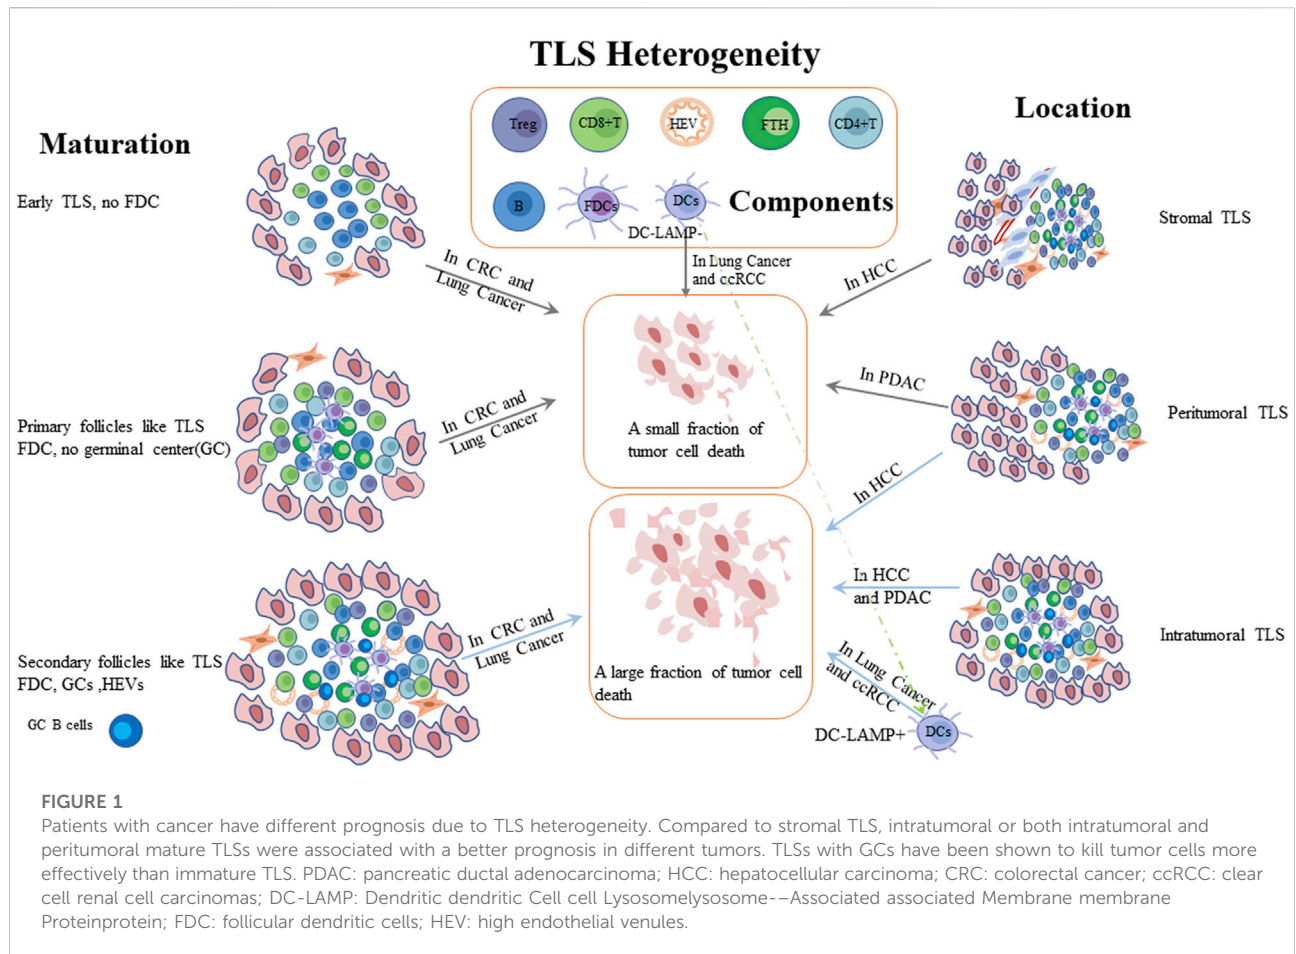 TLS Heterogeneity
Treg
CD8+T
HEV
FTH
CD4+T
B
FDCs
DCs
Components
DC-LAMP-
Maturation
Early TLS, no FDC
In CRC and
Lung Cancer
Primary follicles like TLS
FDC, no germinal center(GC)
In CRC and
Lung Cancer
Secondary follicles like TLS
FDC, GCs ,HEVs
GC B cells
In CRC and
Lung Cancer
In Lung Cancer
and ccRCC
A small fraction of
tumor cell death
A large fraction of tumor cell
death
Location
Stromal TLS
In HCC
Peritumoral TLS
In PDAC
In HCC
Intratumoral TLS
In HCC
and PDAC
In Lung Cancer
and ccRCC
DC-LAMP+
DCs
FIGURE 1
Patients with cancer have different prognosis due to TLS heterogeneity. Compared to stromal TLS, intratumoral or both intratumoral and
peritumoral mature TLSs were associated with a better prognosis in different tumors. TLSs with GCs have been shown to kill tumor cells more
effectively than immature TLS. PDAC: pancreatic ductal adenocarcinoma; HCC: hepatocellular carcinoma; CRC: colorectal cancer; ccRCC: clear
cell renal cell carcinomas; DC-LAMP: Dendritic dendritic Cell cell Lysosomelysosome-–Associated associated Membrane membrane
Proteinprotein; FDC: follicular dendritic cells; HEV: high endothelial venules.